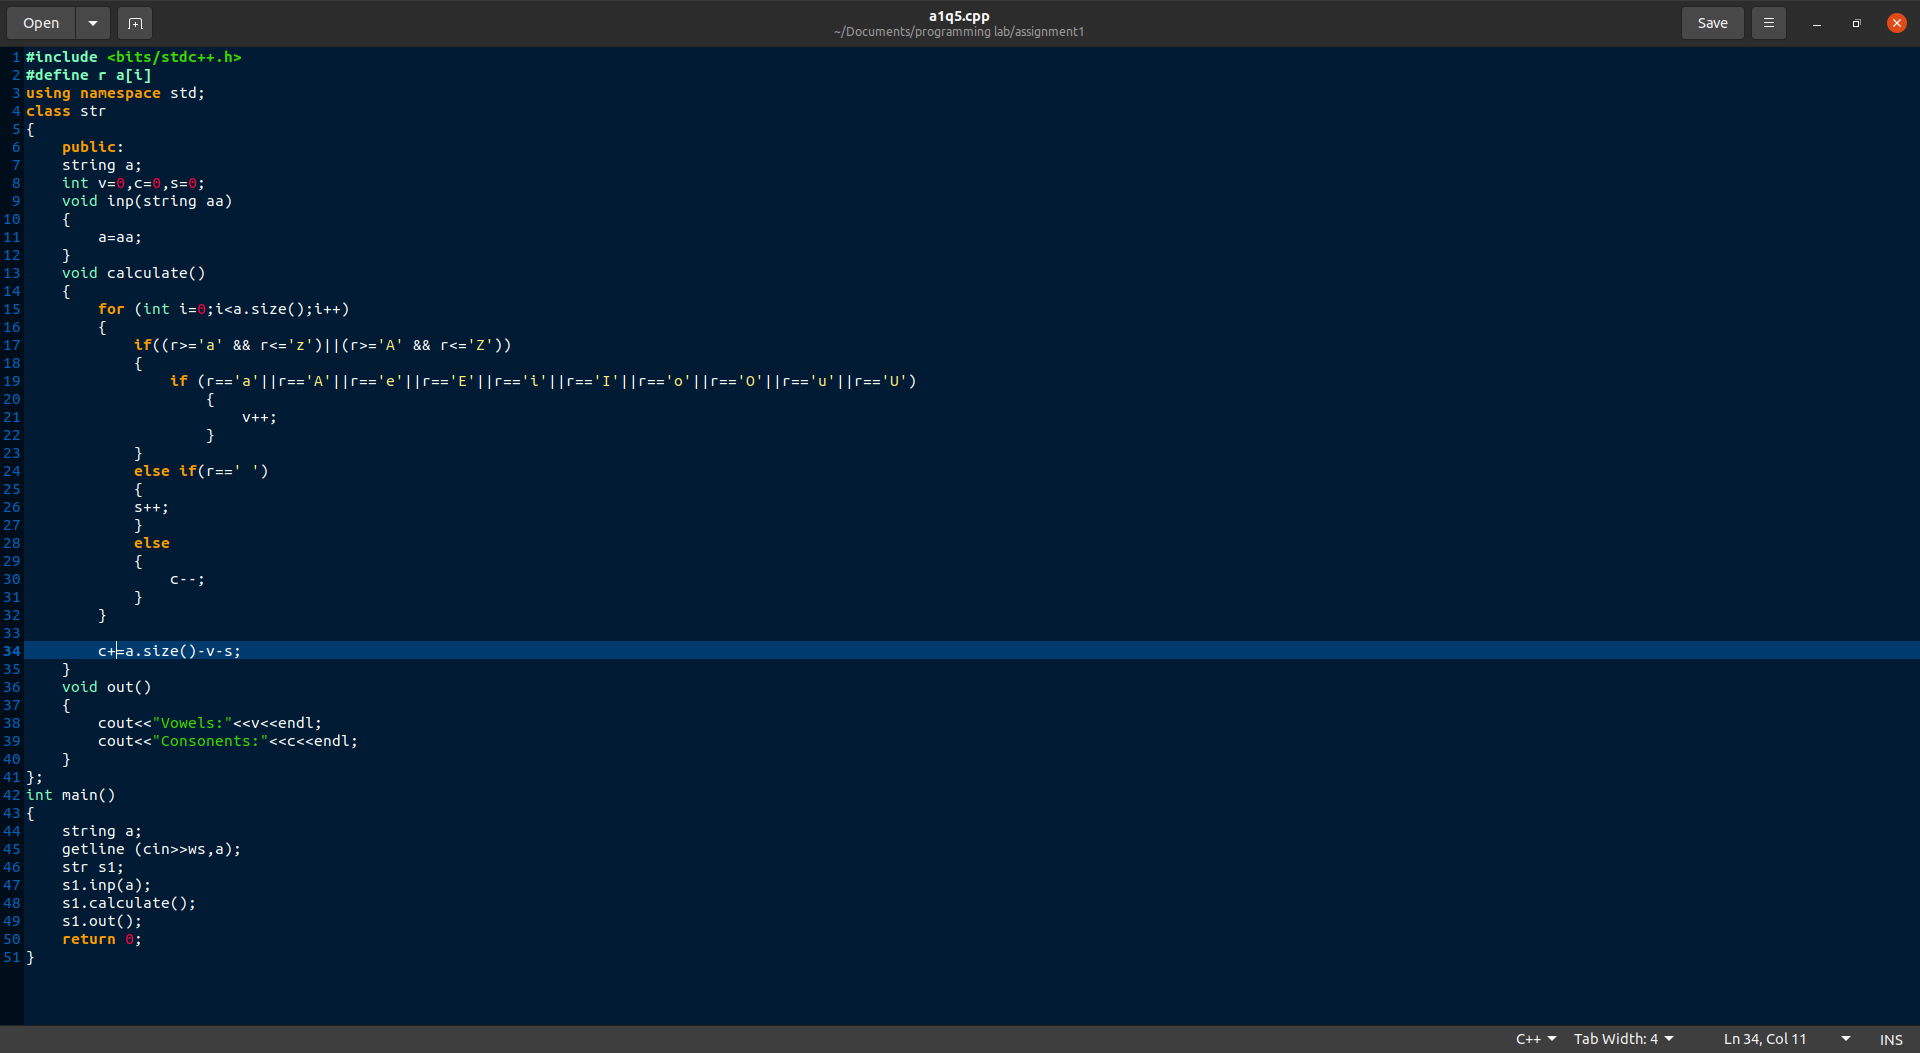 Open
a1q5.cpp
~/Documents/programming lab/assignment1
Save
1 #include <bits/stdc++.h>
2 #define r a[i]
3 using namespace std;
4 class str
5 {
6     public:
7     string a;
8     int v=0,c=0,s=0;
9     void inp(string aa)
10     {
11         a=aa;
12     }
13     void calculate()
14     {
15         for (int i=0;i<a.size();i++)
16         {
17             if((r>='a' && r<='z')||(r>='A' && r<='Z'))
18             {
19                 if (r=='a'||r=='A'||r=='e'||r=='E'||r=='i'||r=='I'||r=='o'||r=='O'||r=='u'||r=='U')
20                     {
21                         v++;
22                     }
23             }
24             else if(r==' ')
25             {
26             s++;
27             }
28             else
29             {
30                 c--;
31             }
32         }
33
34         c+=a.size()-v-s;
35     }
36     void out()
37     {
38         cout<<"Vowels:"<<v<<endl;
39         cout<<"Consonents:"<<c<<endl;
40     }
41 };
42 int main()
43 {
44     string a;
45     getline (cin>>ws,a);
46     str s1;
47     s1.inp(a);
48     s1.calculate();
49     s1.out();
50     return 0;
51 }
C++ Tab Width: 4 Ln 34, Col 11 INS